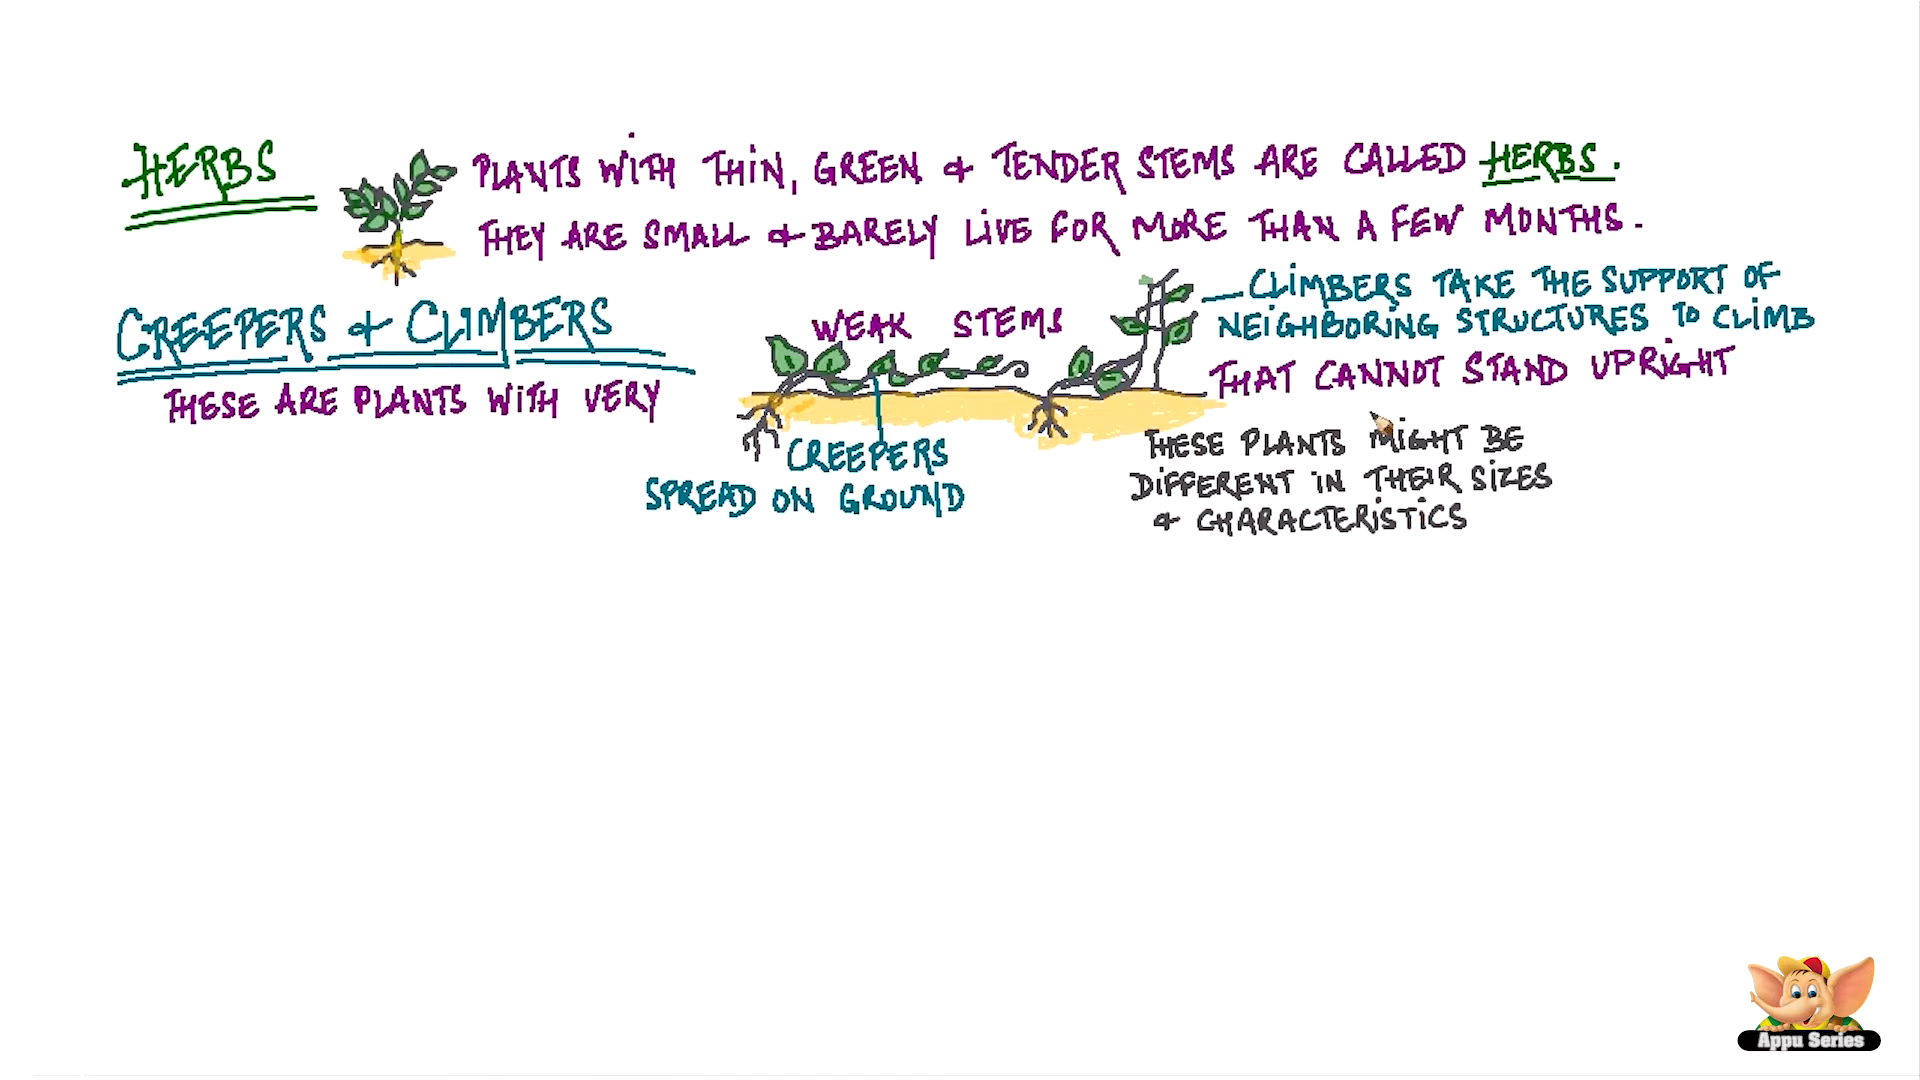 HERBS
PLANTS WITH THIN, GREEN & TENDER STEMS ARE CALLED HERBS.
THEY ARE SMALL & BARELY LIVE FOR MORE THAN A FEW MONTHS.
CREEPERS & CLIMBERS
THESE ARE PLANTS WITH VERY
WEAK STEMS
CLIMBERS TAKE THE SUPPORT OF
NEIGHBORING STRUCTURES TO CLIMB
THAT CANNOT STAND UPRIGHT
CREEPERS
SPREAD ON GROUND
THESE PLANTS MIGHT BE
DIFFERENT IN THEIR SIZES
& CHARACTERISTICS
Appu Series